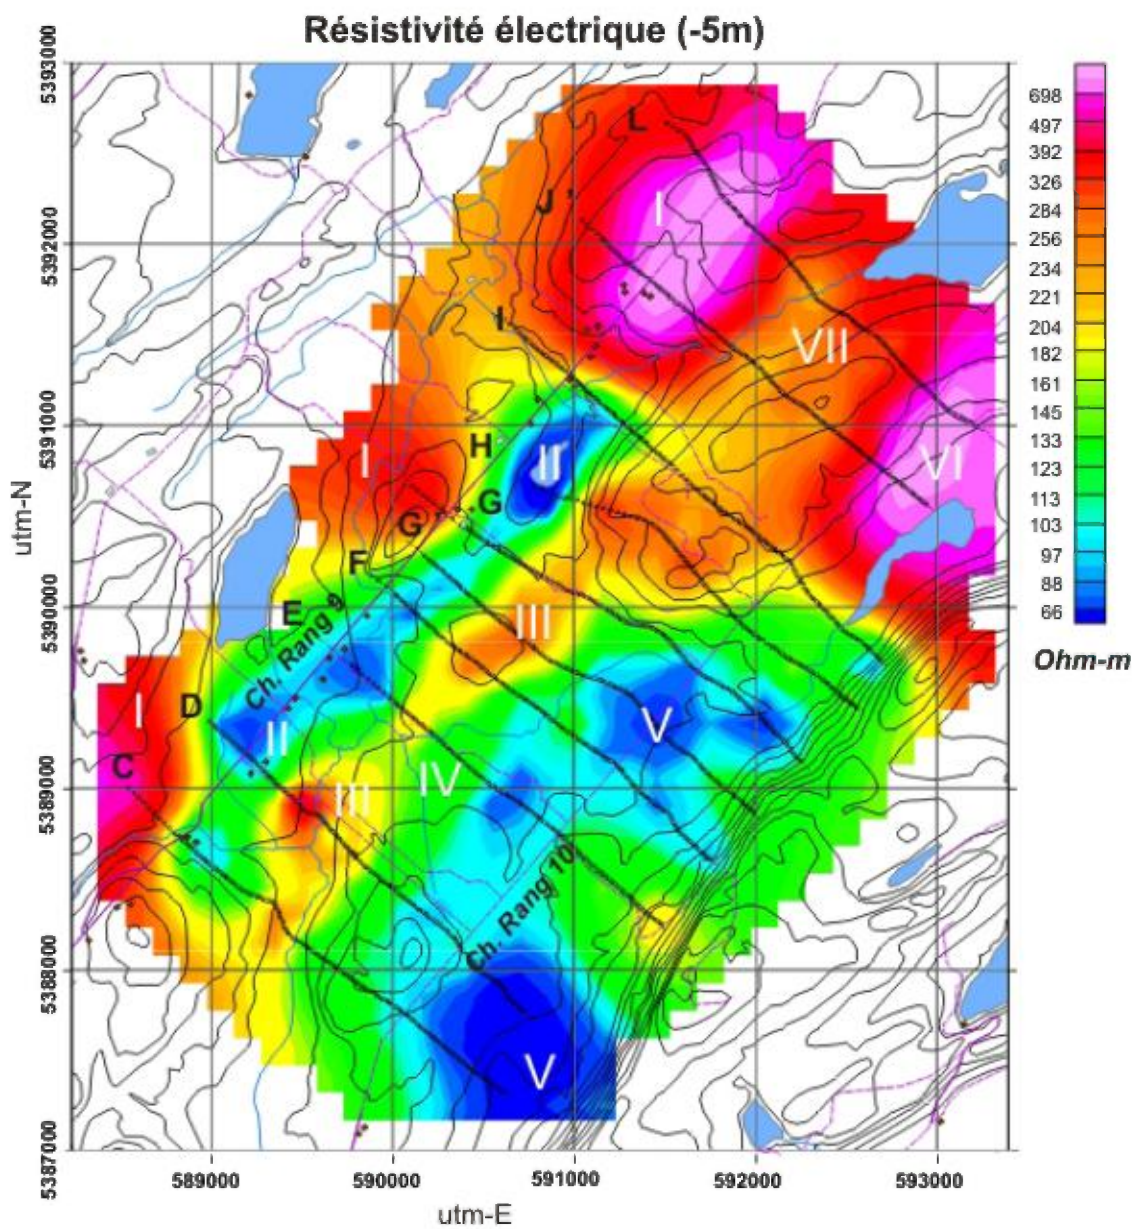 Résistivité électrique (-5m)
5393000
5392000
5391000
5390000
5389000
5388000
5387000
utm-N
589000
590000
591000
592000
593000
utm-E
698
497
392
326
284
256
234
221
204
182
161
145
133
123
113
103
97
88
66
Ohm-m
L
J '
I
I
VII
H
I
II
VI
G
G
F
E
Ch. Rang 9
III
I
D
II
V
C
III
IV
Ch. Rang 10
V